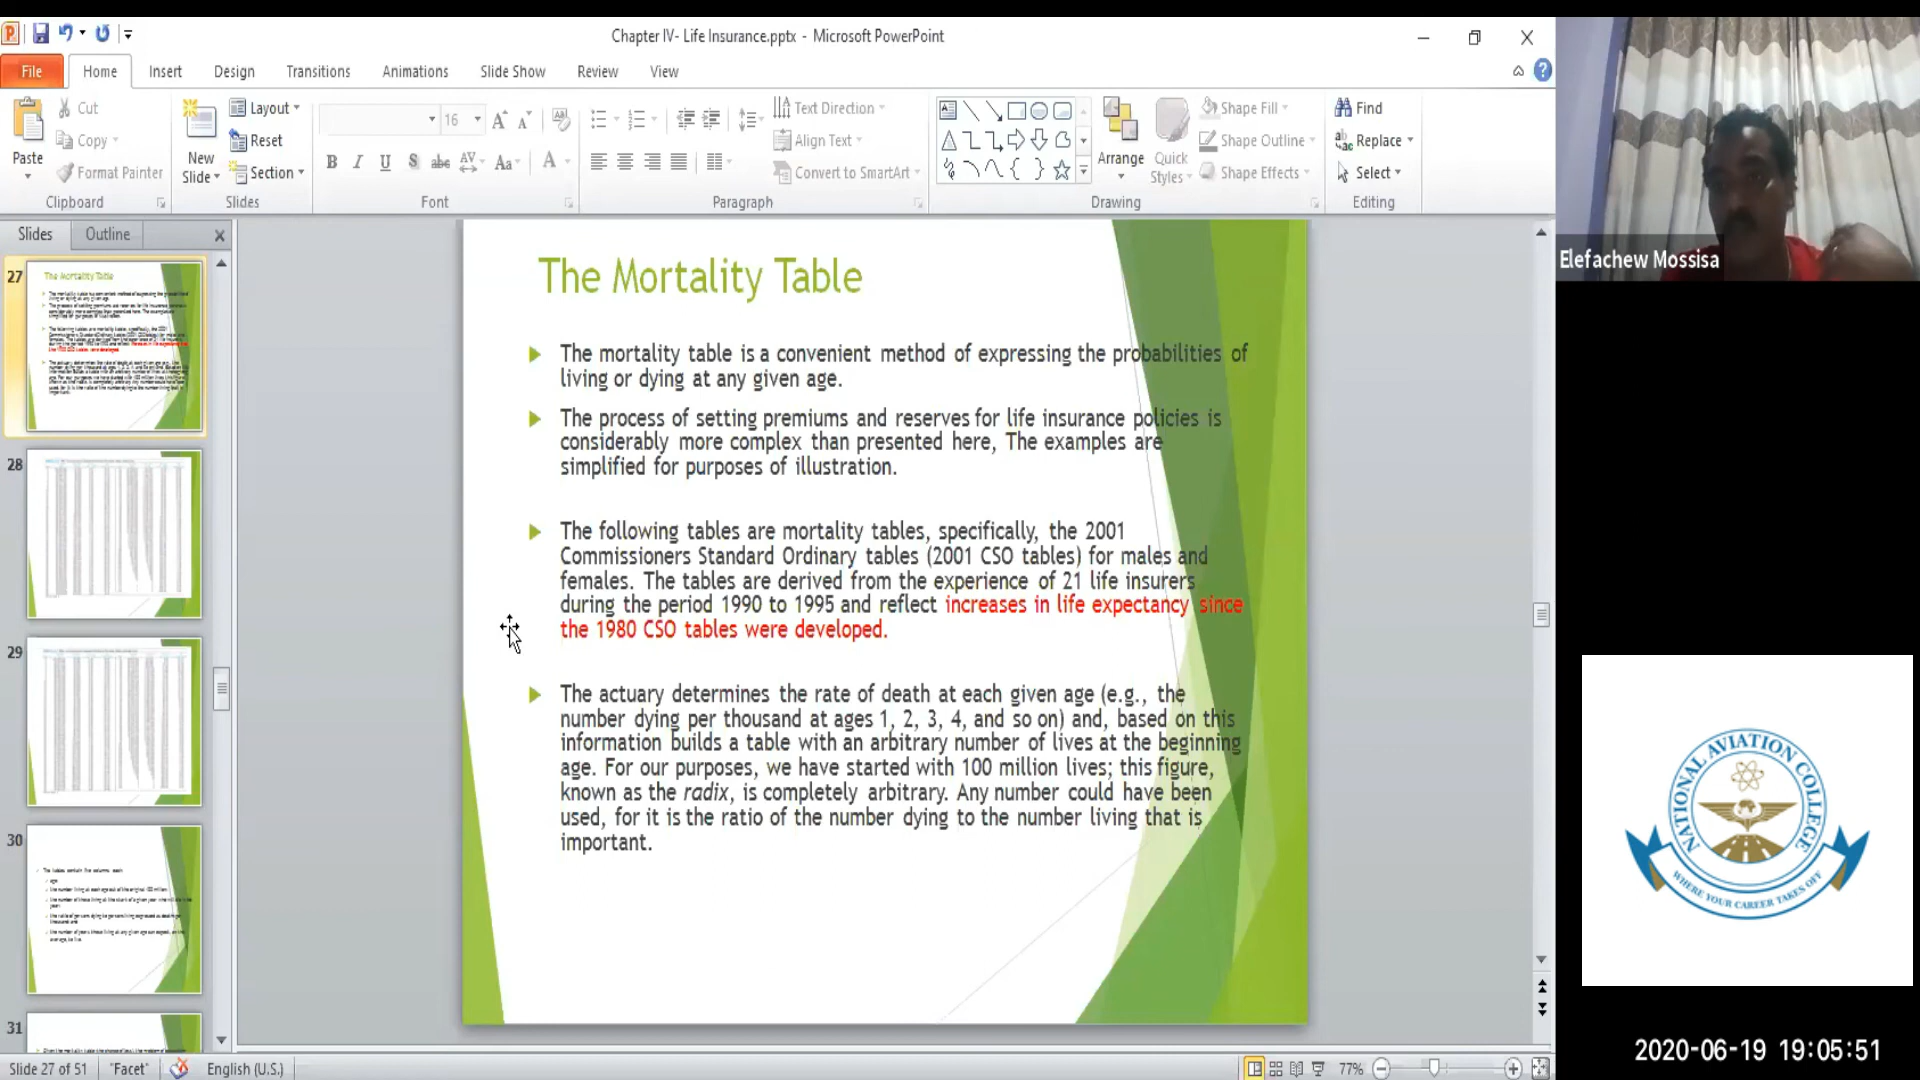 Chapter IV- Life Insurance.pptx - Microsoft PowerPoint
File
Home
Insert
Design
Transitions
Animations
Slide Show
Review
View
Paste
Cut
Copy
Format Painter
Clipboard
New
Slide
Layout
Reset
Section
Slides
16
Font
Text Direction
Align Text
Convert to SmartArt
Paragraph
Arrange
Quick
Styles
Shape Fill
Shape Outline
Shape Effects
Drawing
Find
Replace
Select
Editing
Slides
Outline
27
The Mortality Table
28
29
30
31
The Mortality Table
The mortality table is a convenient method of expressing the probabilities of
living or dying at any given age.
The process of setting premiums and reserves for life insurance policies is
considerably more complex than presented here, The examples are
simplified for purposes of illustration.
The following tables are mortality tables, specifically, the 2001
Commissioners Standard Ordinary tables (2001 CSO tables) for males and
females. The tables are derived from the experience of 21 life insurers
during the period 1990 to 1995 and reflect increases in life expectancy since
the 1980 CSO tables were developed.
The actuary determines the rate of death at each given age (e.g., the
number dying per thousand at ages 1, 2, 3, 4, and so on) and, based on this
information builds a table with an arbitrary number of lives at the beginning
age. For our purposes, we have started with 100 million lives; this figure,
known as the radix, is completely arbitrary. Any number could have been
used, for it is the ratio of the number dying to the number living that is
important.
Slide 27 of 51
"Facet"
English (U.S.)
77%
Elefachew Mossisa
NATIONAL AVIATION COLLEGE
WHERE YOUR CAREER TAKES OFF
2020-06-19 19:05:51